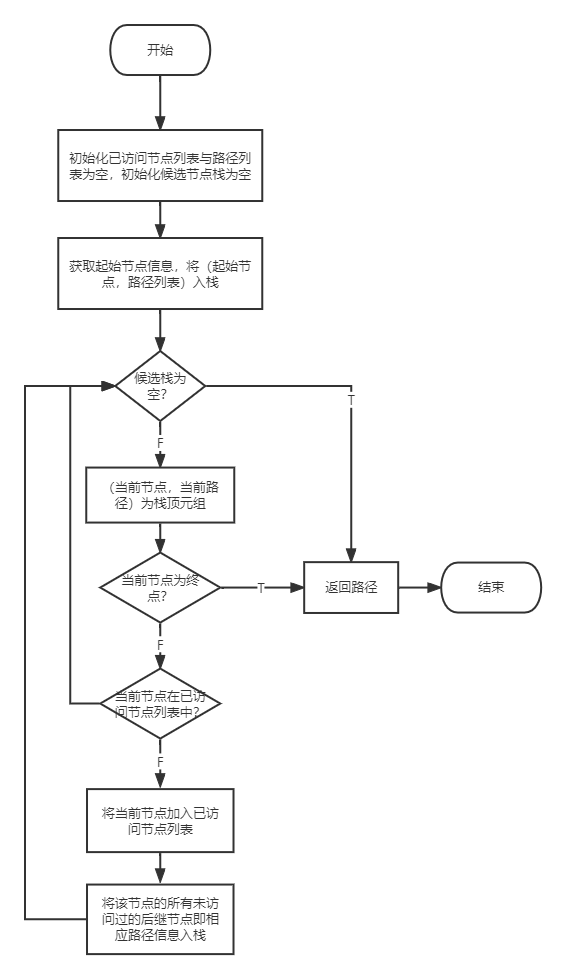 开始
初始化已访问节点列表与路径列
表为空，初始化候选节点栈为空
获取起始节点信息，将（起始节
点，路径列表）入栈
候选栈为
空？
T
F
（当前节点，当前路
径）为栈顶元组
当前节点为终
点？
T
返回路径
结束
F
当前节点在已访
问节点列表中？
F
将当前节点加入已访
问节点列表
将该节点的所有未访
问过的后继节点即相
应路径信息入栈